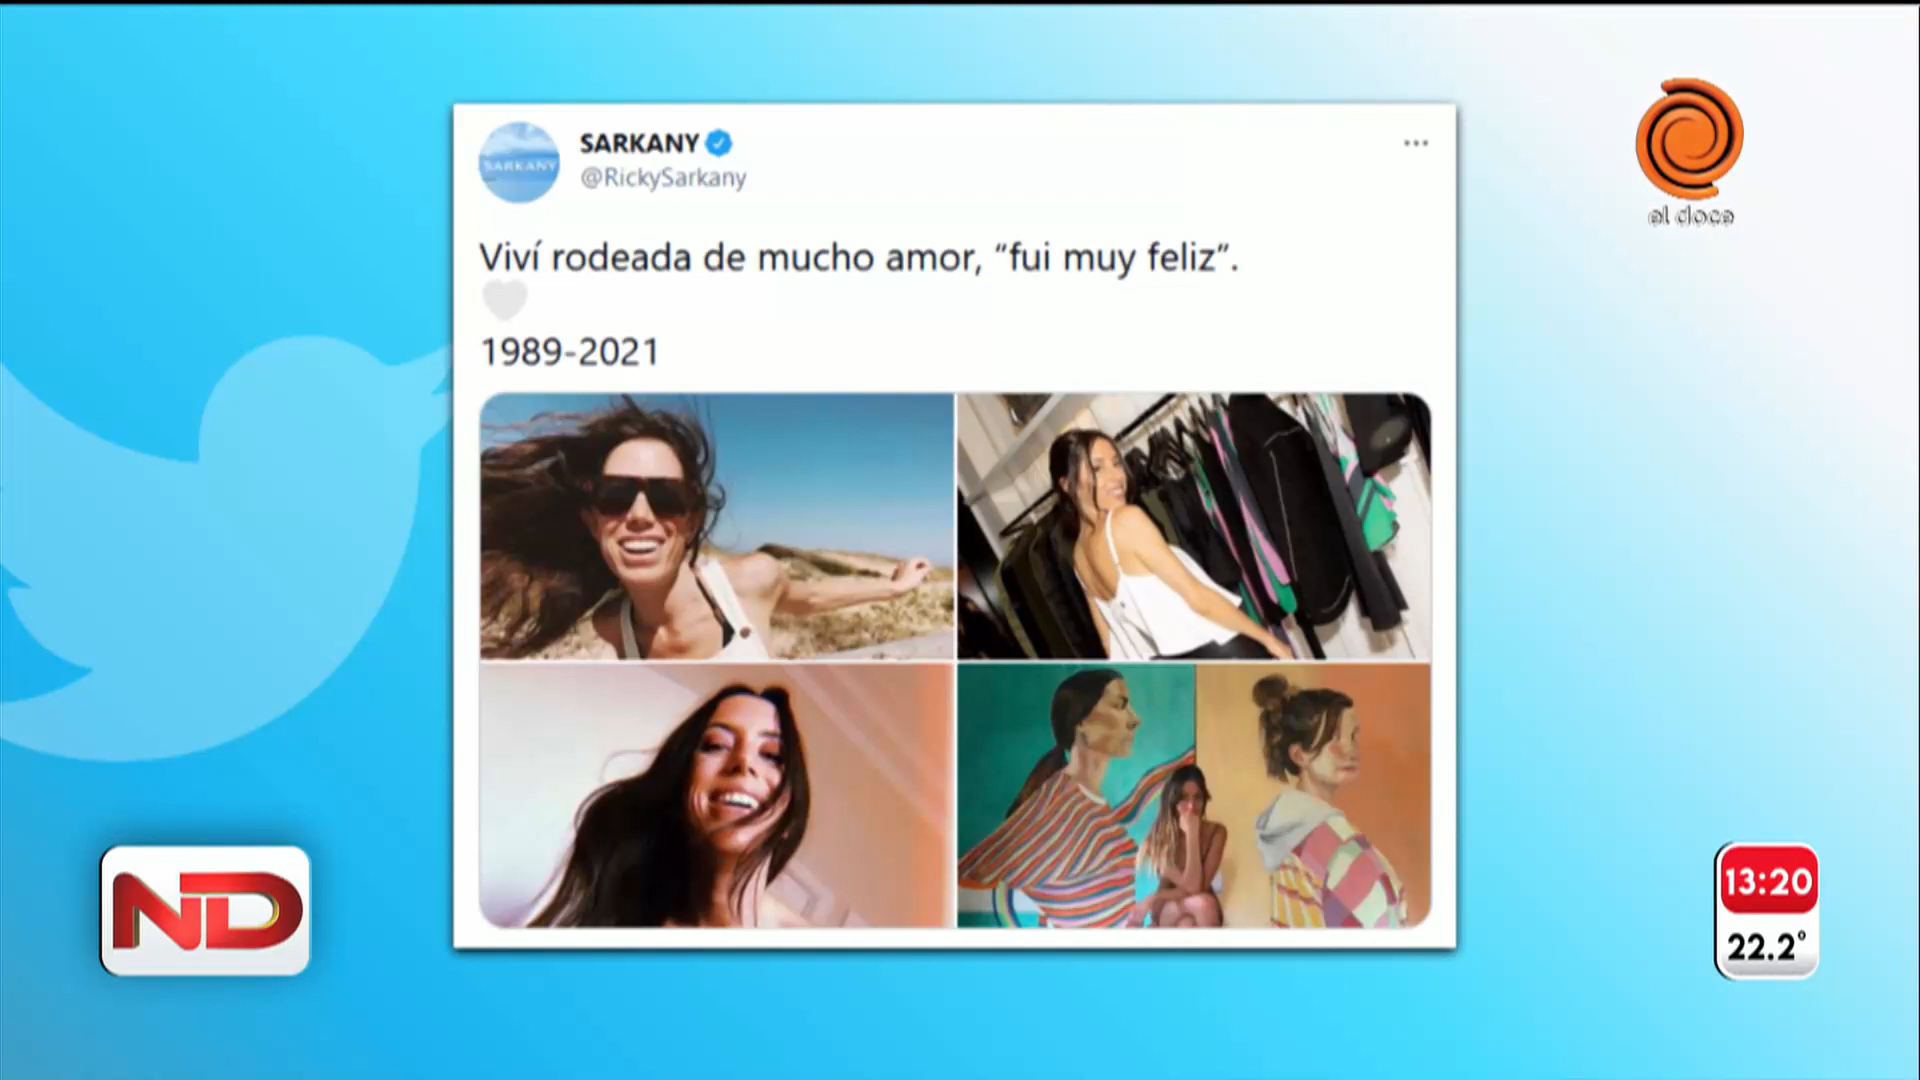 SARKANY
SARKANY
@RickySarkany
Viví rodeada de mucho amor, “fui muy feliz”.
1989-2021
el doce
ND
13:20
22.2°